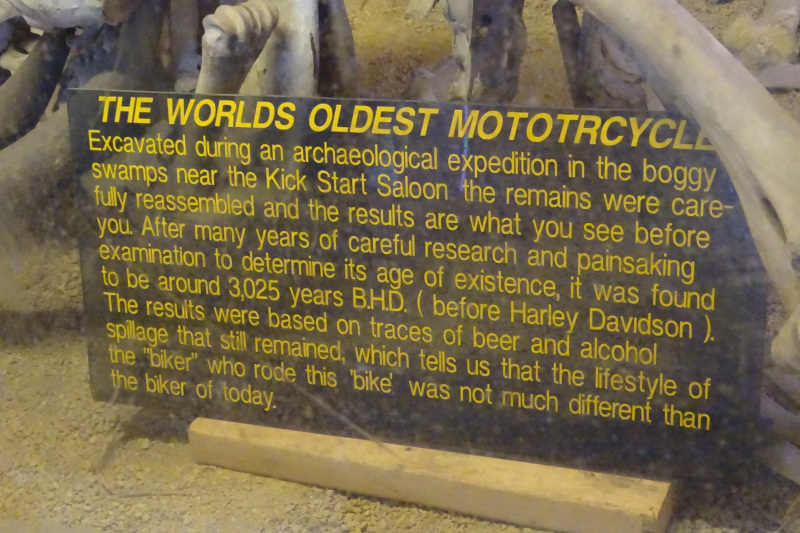 THE WORLDS OLDEST MOTOTRCYCLE
Excavated during an archaeological expedition in the boggy
swamps near the Kick Start Saloon the remains were care-
fully reassembled and the results are what you see before
you. After many years of careful research and painsaking
examination to determine its age of existence, it was found
to be around 3,025 years B.H.D. ( before Harley Davidson ).
The results were based on traces of beer and alcohol
spillage that still remained, which tells us that the lifestyle of
the "biker" who rode this 'bike' was not much different than
the biker of today.